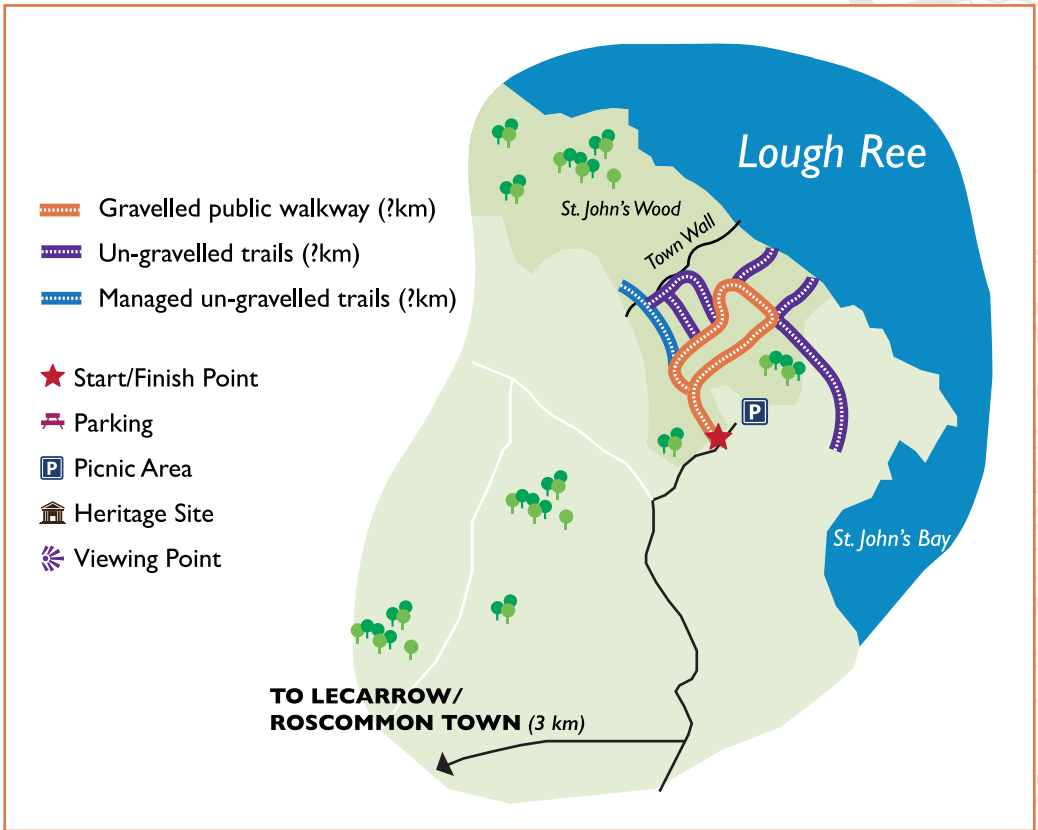 Lough Ree
St. John's Wood
Town Wall
Gravelled public walkway (?km)
Un-gravelled trails (?km)
Managed un-gravelled trails (?km)
Start/Finish Point
Parking
P Picnic Area
Heritage Site
Viewing Point
P
St. John's Bay
TO LECARROW/
ROSCOMMON TOWN (3 km)